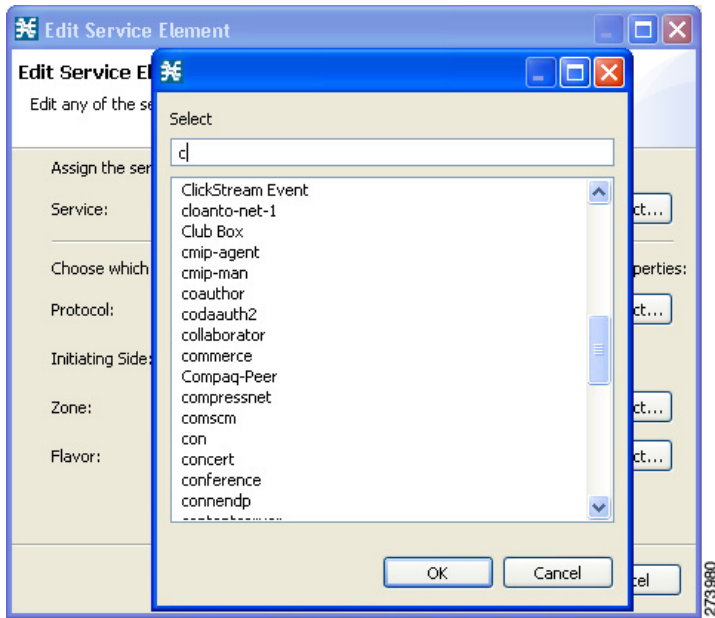 Edit Service Element
Edit Service El
Edit any of the se
Select
c
Assign the ser
Service:
ct...
Choose which
perties:
Protocol:
ct...
Initiating Side:
Zone:
ct...
Flavor:
ct...
ClickStream Event
cloanto-net-1
Club Box
cmip-agent
cmip-man
coauthor
codaauth2
collaborator
commerce
Compaq-Peer
compressnet
comscm
con
concert
conference
connendp
OK
Cancel
cel
273980